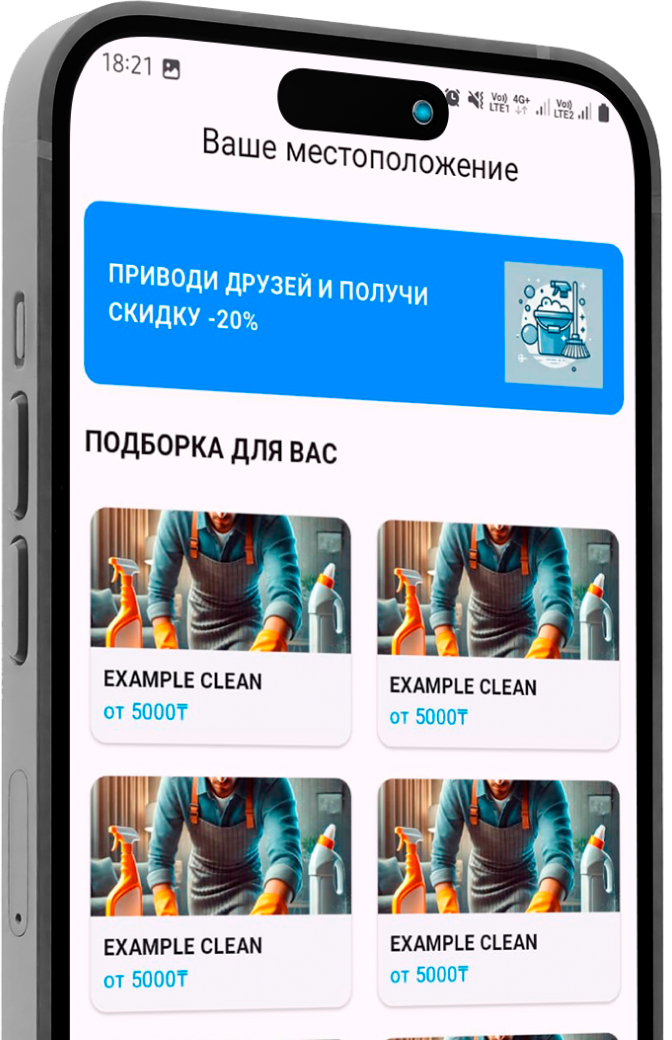 18:21
Vo)) LTE1 4G+ Vo)) LTE2
Ваше местоположение
ПРИВОДИ ДРУЗЕЙ И ПОЛУЧИ
СКИДКУ -20%
ПОДБОРКА ДЛЯ ВАС
EXAMPLE CLEAN
от 5000₸
EXAMPLE CLEAN
от 5000₸
EXAMPLE CLEAN
от 5000₸
EXAMPLE CLEAN
от 5000₸